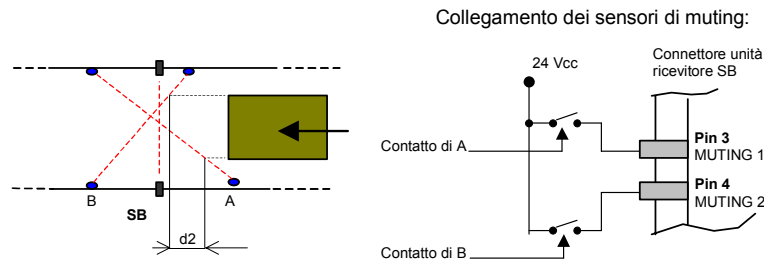 Collegamento dei sensori di muting:
24 Vcc
Connettore unità
ricevitore SB
Contatto di A
Pin 3
MUTING 1
Pin 4
MUTING 2
B
SB
A
d2
Contatto di B